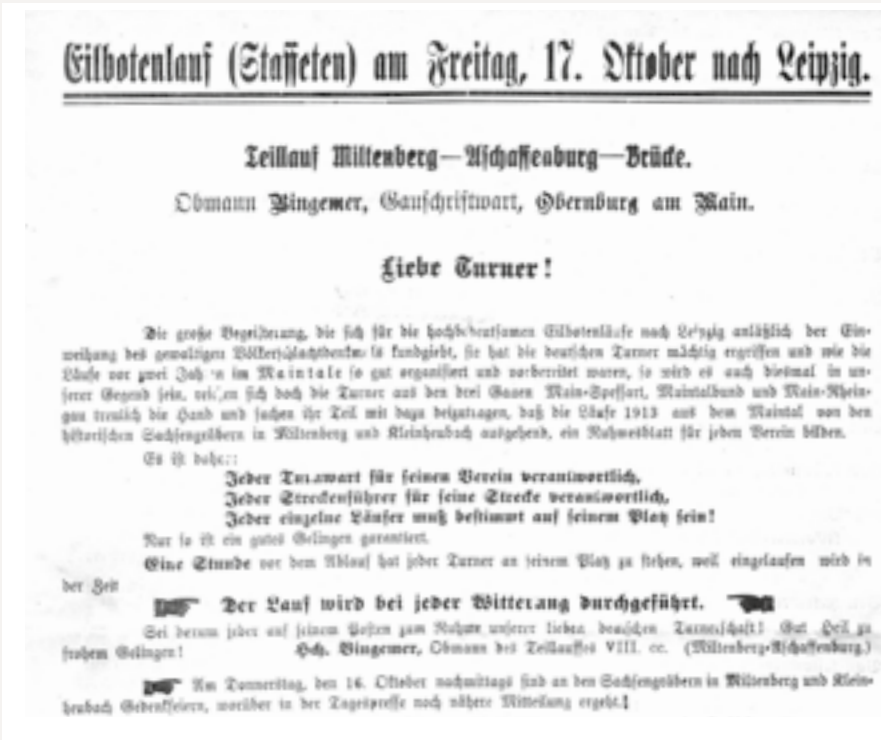 Eilbotenlauf (Staffeten) am Freitag, 17. Oktober nach Leipzig.
Teillauf Miltenberg—Aschaffenburg—Brücke.
Obmann Bingemer, Gauschriftwart, Obernburg am Main.
Liebe Turner!
Die große Begeisterung, die sich für die hochbedeutsamen Eilbotenläufe nach Leipzig anläßlich der Ein-
weihung des gewaltigen Völkerschlachtdenkmals kundgiebt, sie hat die deutschen Turner mächtig ergriffen und wie die
Läufe vor zwei Jahren im Maintale so gut organisiert und vorbereitet waren, so wird es auch diesmal in un-
serer Gegend sein, reichen sich doch die Turner aus den drei Gauen Main-Spessart, Maintalbund und Main-Rhein-
gau treulich die Hand und suchen ihr Teil mit dazu beizutragen, daß die Läufe 1913 aus dem Maintal von den
historischen Sachsengräbern in Miltenberg und Kleinheubach ausgehend, ein Ruhmesblatt für jeden Verein bilden.
Es ist daher:
Jeder Turnwart für seinen Verein verantwortlich,
Jeder Streckenführer für seine Strecke verantwortlich,
Jeder einzelne Läufer muß bestimmt auf seinem Platz sein!
Nur so ist ein gutes Gelingen garantiert.
Eine Stunde vor dem Ablauf hat jeder Turner an seinem Platz zu stehen, weil eingelaufen wird in
der Zeit
Der Lauf wird bei jeder Witterung durchgeführt.
Sei darum jeder auf seinem Posten zum Ruhme unserer lieben deutschen Turnerschaft! Gut Heil zu
frohem Gelingen! Hch. Bingemer, Obmann des Teillaufes VIII. cc. (Miltenberg-Aschaffenburg.)
Am Donnerstag, den 16. Oktober nachmittags sind an den Sachsengräbern in Miltenberg und Klein-
heubach Gedenkfeiern, worüber in der Tagespresse noch nähere Mitteilung ergeht.!